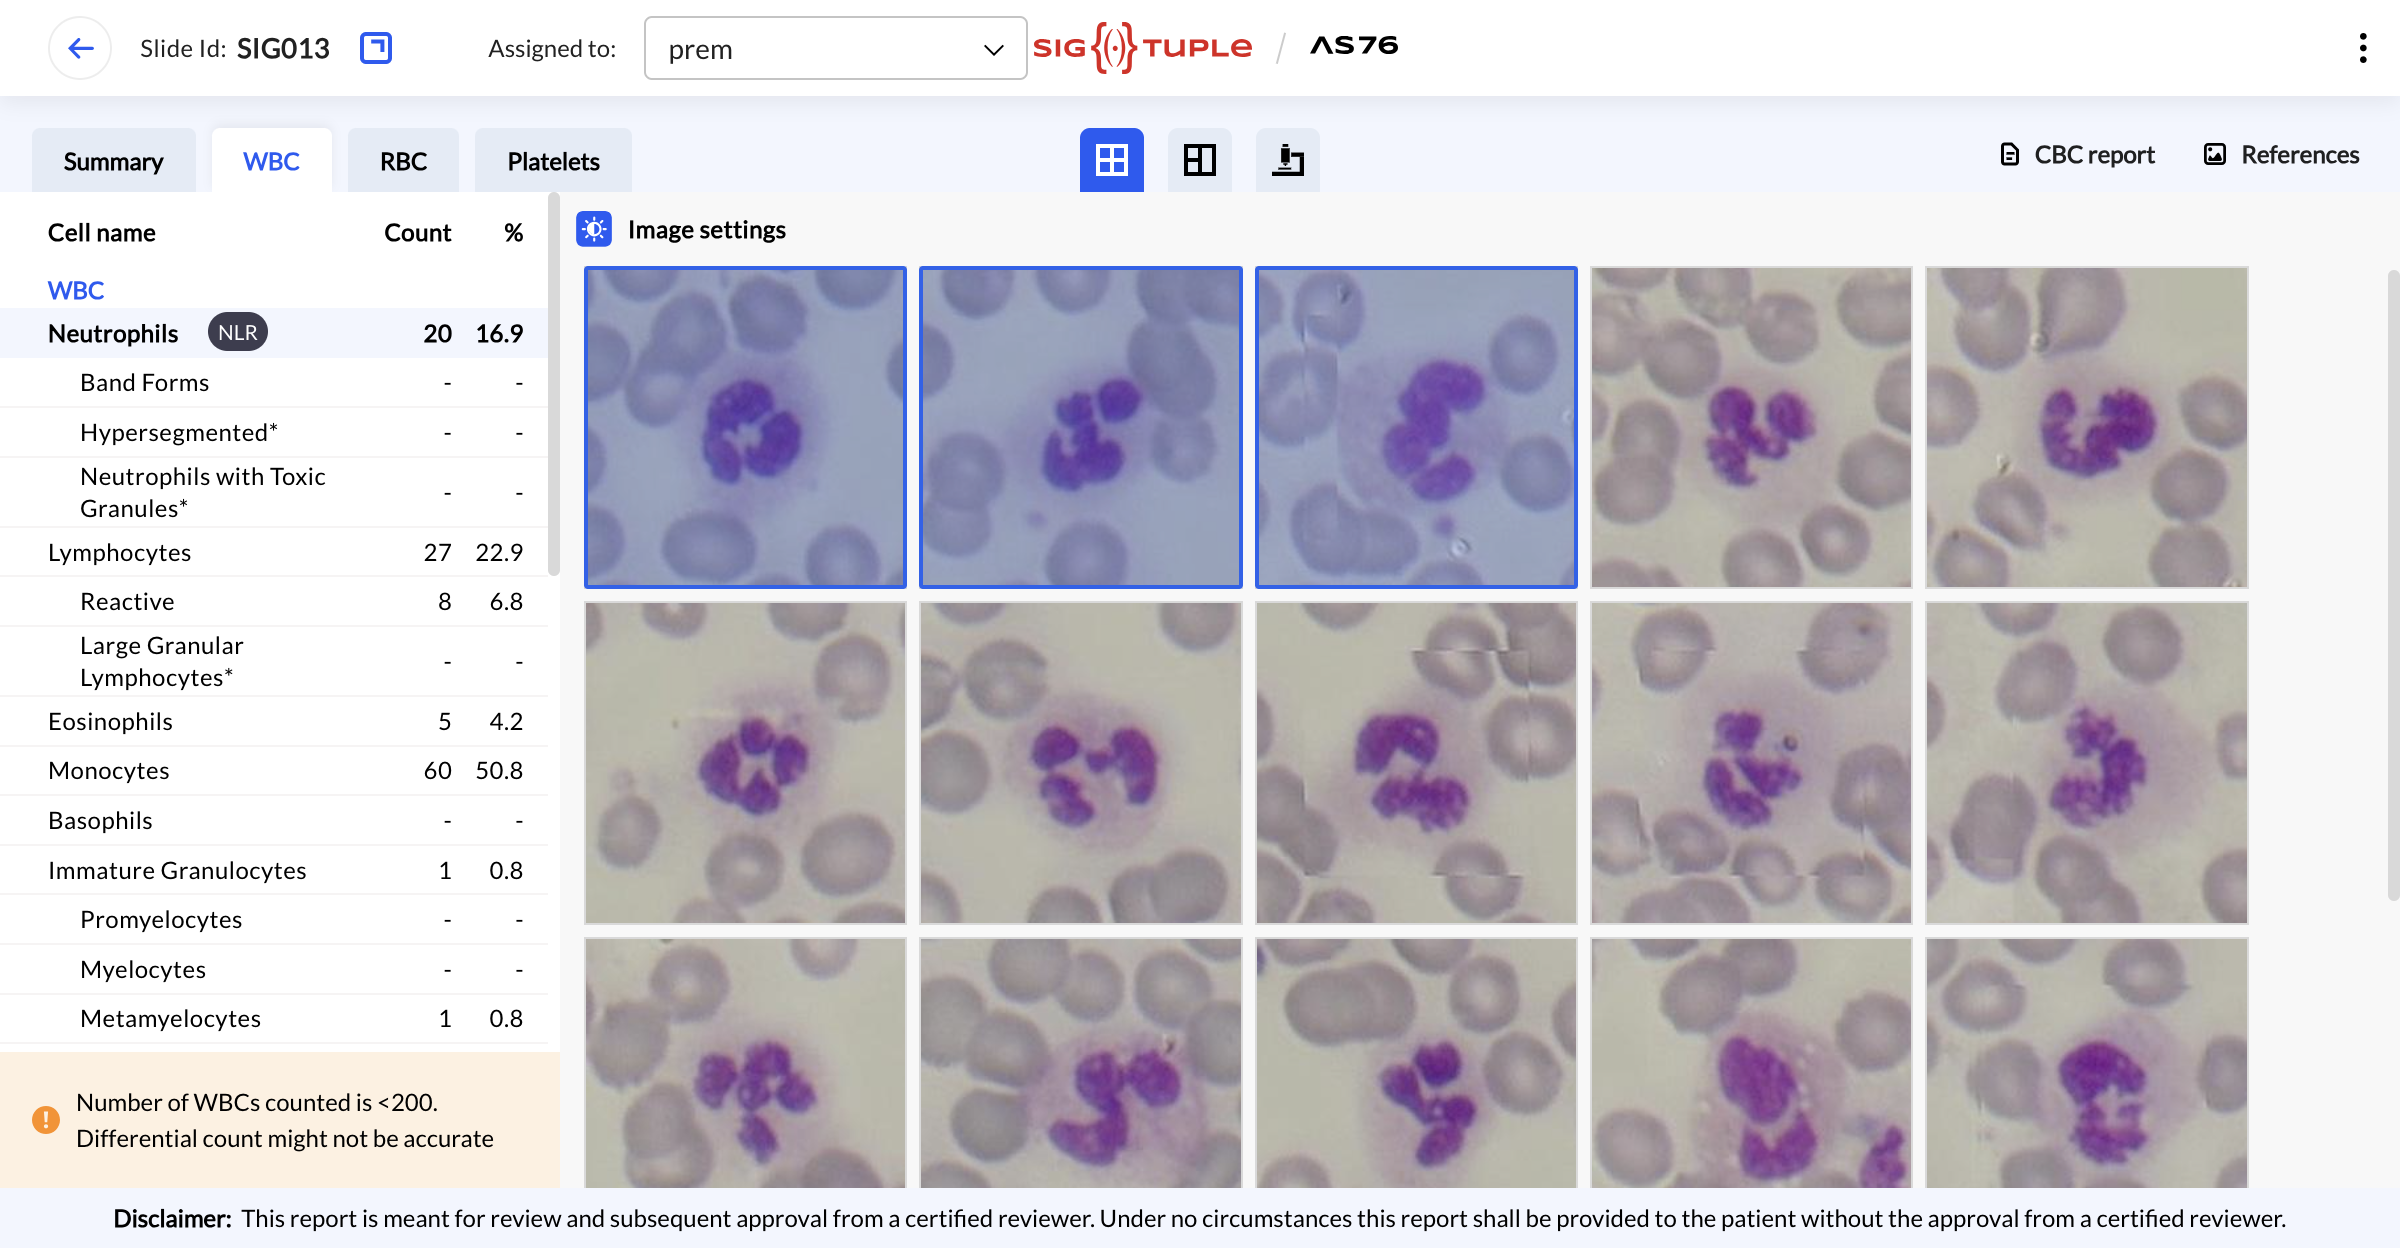 Slide Id: SIG013
Assigned to: prem
SIG TUPLE / AS76
Summary WBC RBC Platelets
CBC report References
Cell name Count %
WBC
Neutrophils NLR 20 16.9
Band Forms - -
Hypersegmented* - -
Neutrophils with Toxic
Granules* - -
Lymphocytes 27 22.9
Reactive 8 6.8
Large Granular
Lymphocytes* - -
Eosinophils 5 4.2
Monocytes 60 50.8
Basophils - -
Immature Granulocytes 1 0.8
Promyelocytes - -
Myelocytes - -
Metamyelocytes 1 0.8
Number of WBCs counted is <200.
Differential count might not be accurate
Image settings
Disclaimer: This report is meant for review and subsequent approval from a certified reviewer. Under no circumstances this report shall be provided to the patient without the approval from a certified reviewer.